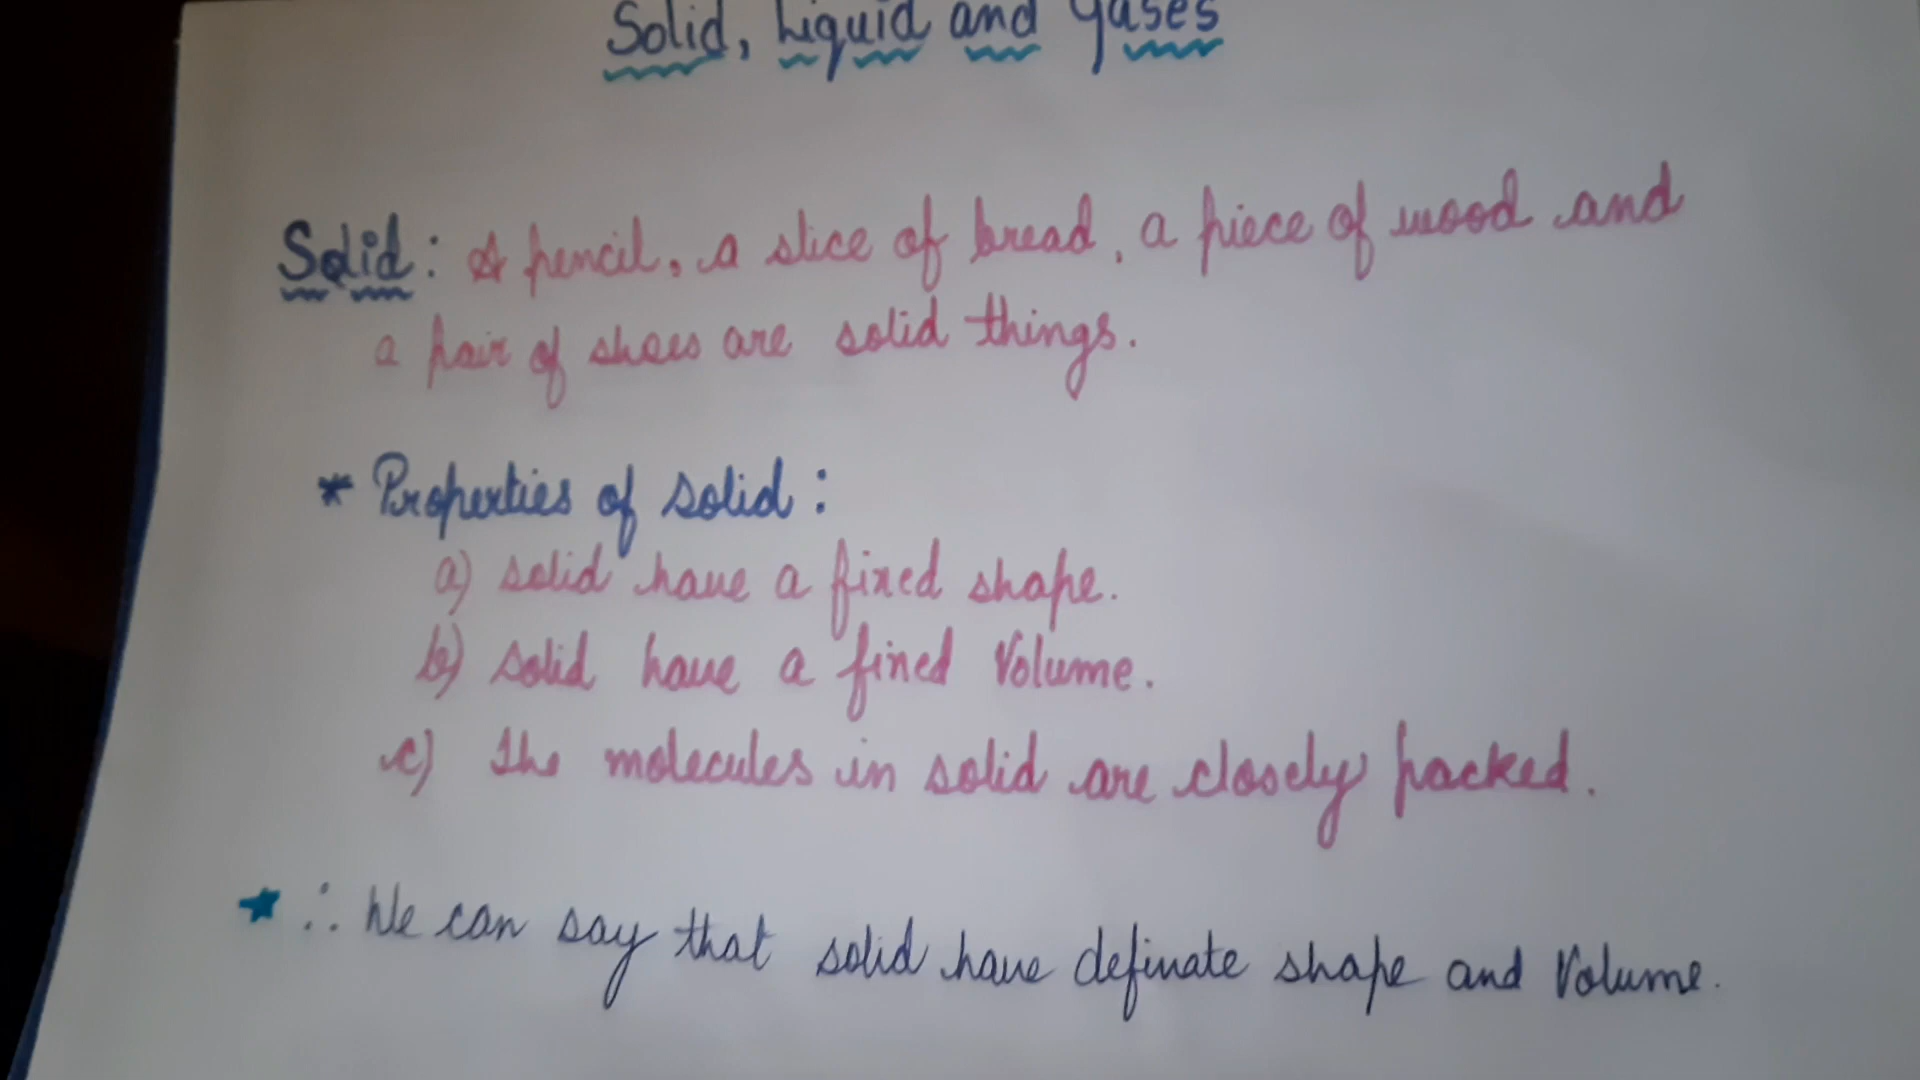 Solid, Liquid and gases
Solid: A pencil, a slice of bread, a piece of wood and
a pair of shoes are solid things.
* Properties of solid:
a) solid have a fixed shape.
b) solid have a fixed Volume.
c) The molecules in solid are closely packed.
★ ∴ We can say that solid have definate shape and Volume.